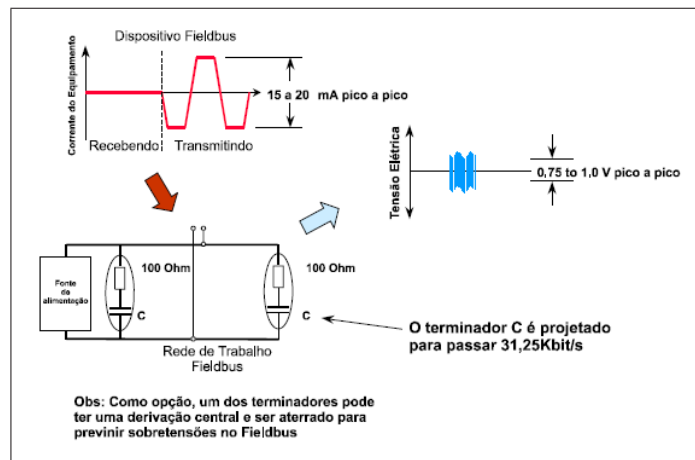 Dispositivo Fieldbus
Corrente do Equipamento
15 a 20 mA pico a pico
Recebendo
Transmitindo
Tensão Elétrica
0,75 to 1,0 V pico a pico
Fonte
de
alimentação
100 Ohm
C
100 Ohm
C
Rede de Trabalho
Fieldbus
O terminador C é projetado
para passar 31,25Kbit/s
Obs: Como opção, um dos terminadores pode
ter uma derivação central e ser aterrado para
previnir sobretensões no Fieldbus